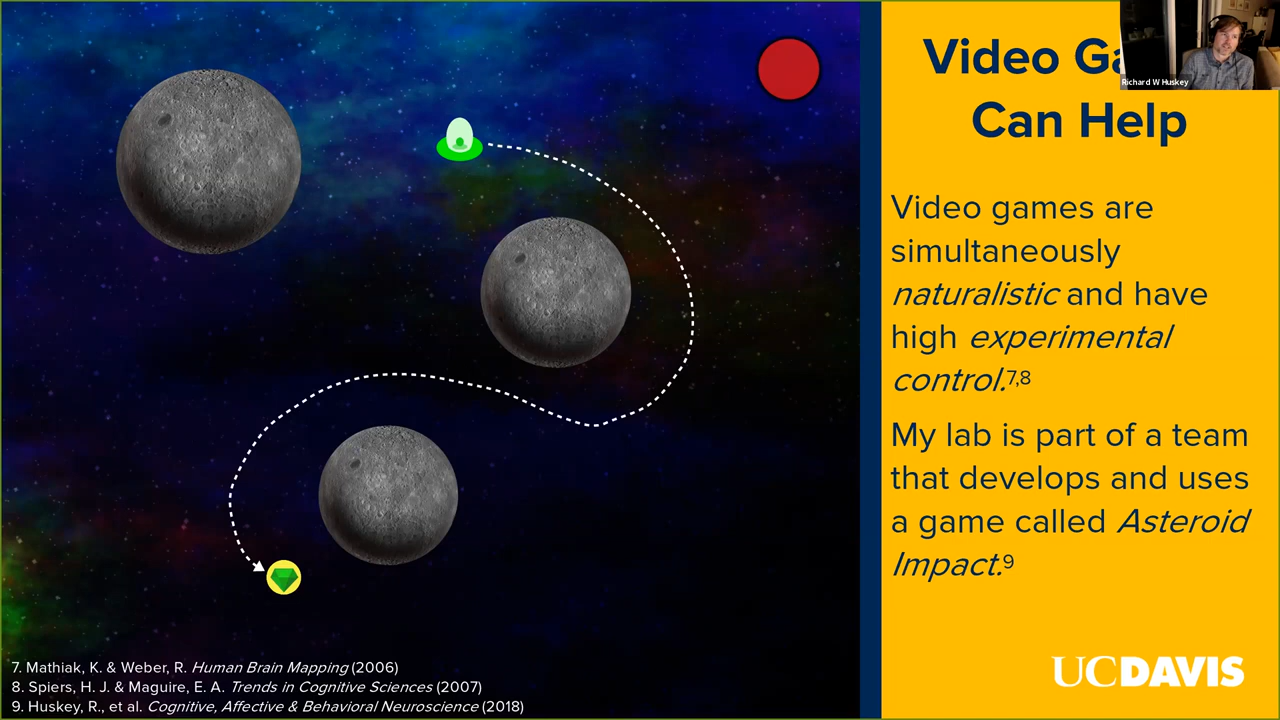 Video Ga
Can Help
Richard W Huskey
Video games are
simultaneously
naturalistic and have
high experimental
control.7,8
My lab is part of a team
that develops and uses
a game called Asteroid
Impact.9
UCDAVIS
7. Mathiak, K. & Weber, R. Human Brain Mapping (2006)
8. Spiers, H. J. & Maguire, E. A. Trends in Cognitive Sciences (2007)
9. Huskey, R., et al. Cognitive, Affective & Behavioral Neuroscience (2018)